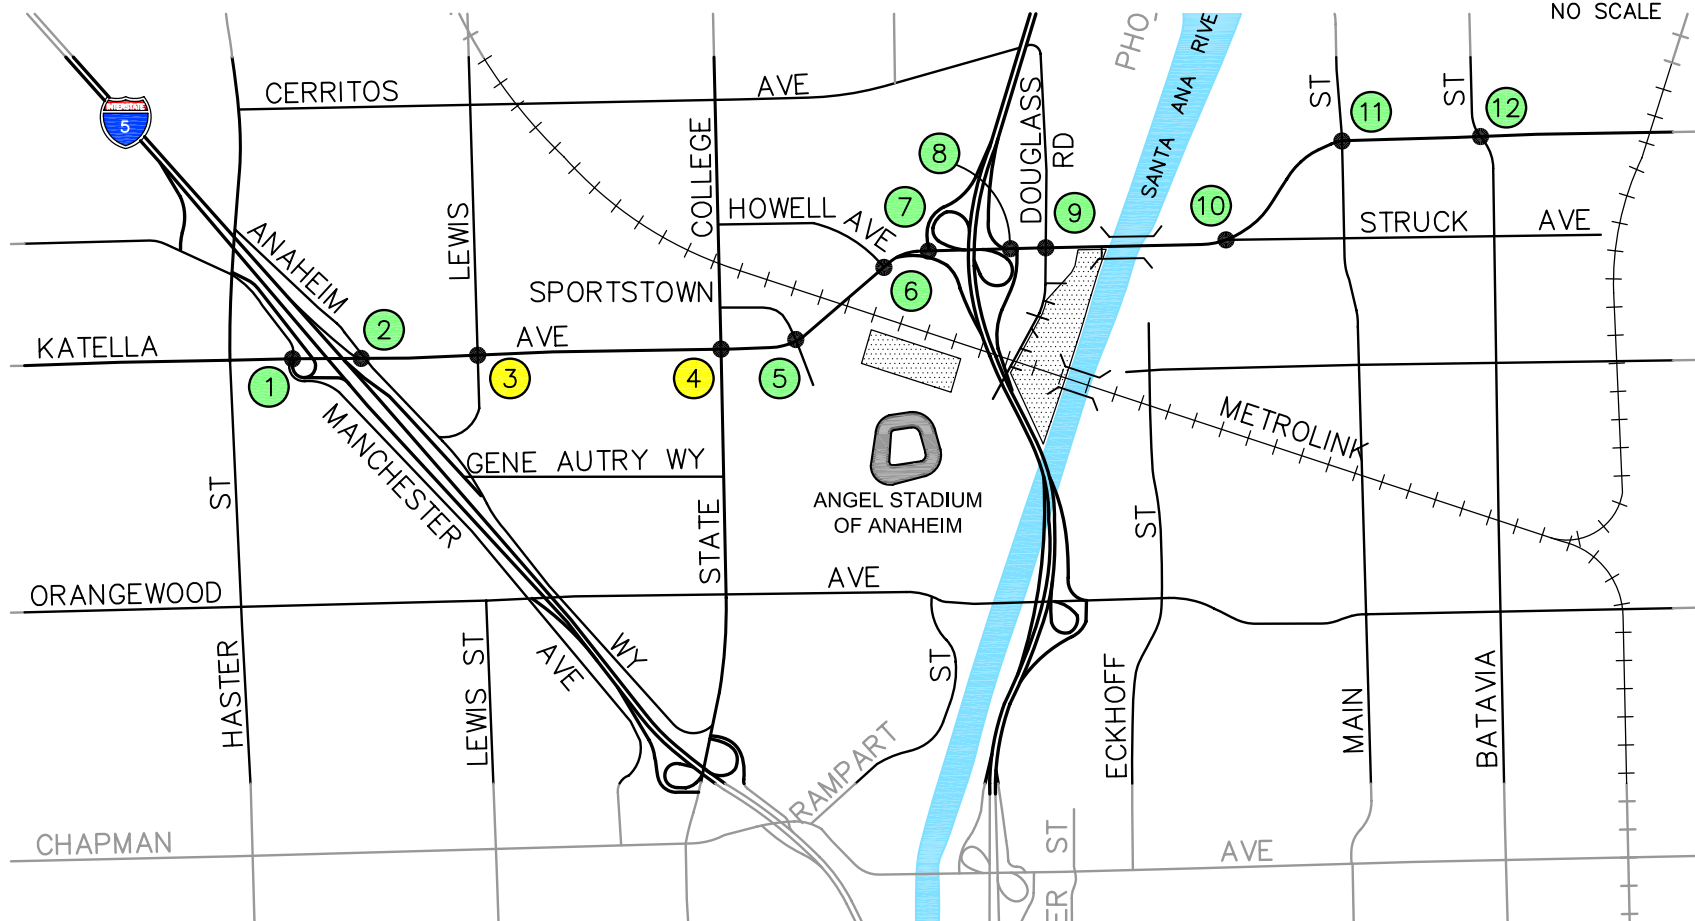 NO SCALE
PHO
SANTA ANA RIVE
CERRITOS AVE
INTERSTATE
5
DOUGLASS RD
ST
11
ST
12
8
COLLEGE
HOWELL AVE
7
9
10
STRUCK AVE
LEWIS
ANAHEIM
SPORTSTOWN
6
2
KATELLA AVE
1
3
4
5
MANCHESTER
METROLINK
GENE AUTRY WY
ST
ANGEL STADIUM
OF ANAHEIM
STATE
ST
ORANGEWOOD AVE
HASTER
LEWIS ST
AVE
WY
ST
ECKHOFF
MAIN
BATAVIA
RAMPART
CHAPMAN AVE
ST
ER